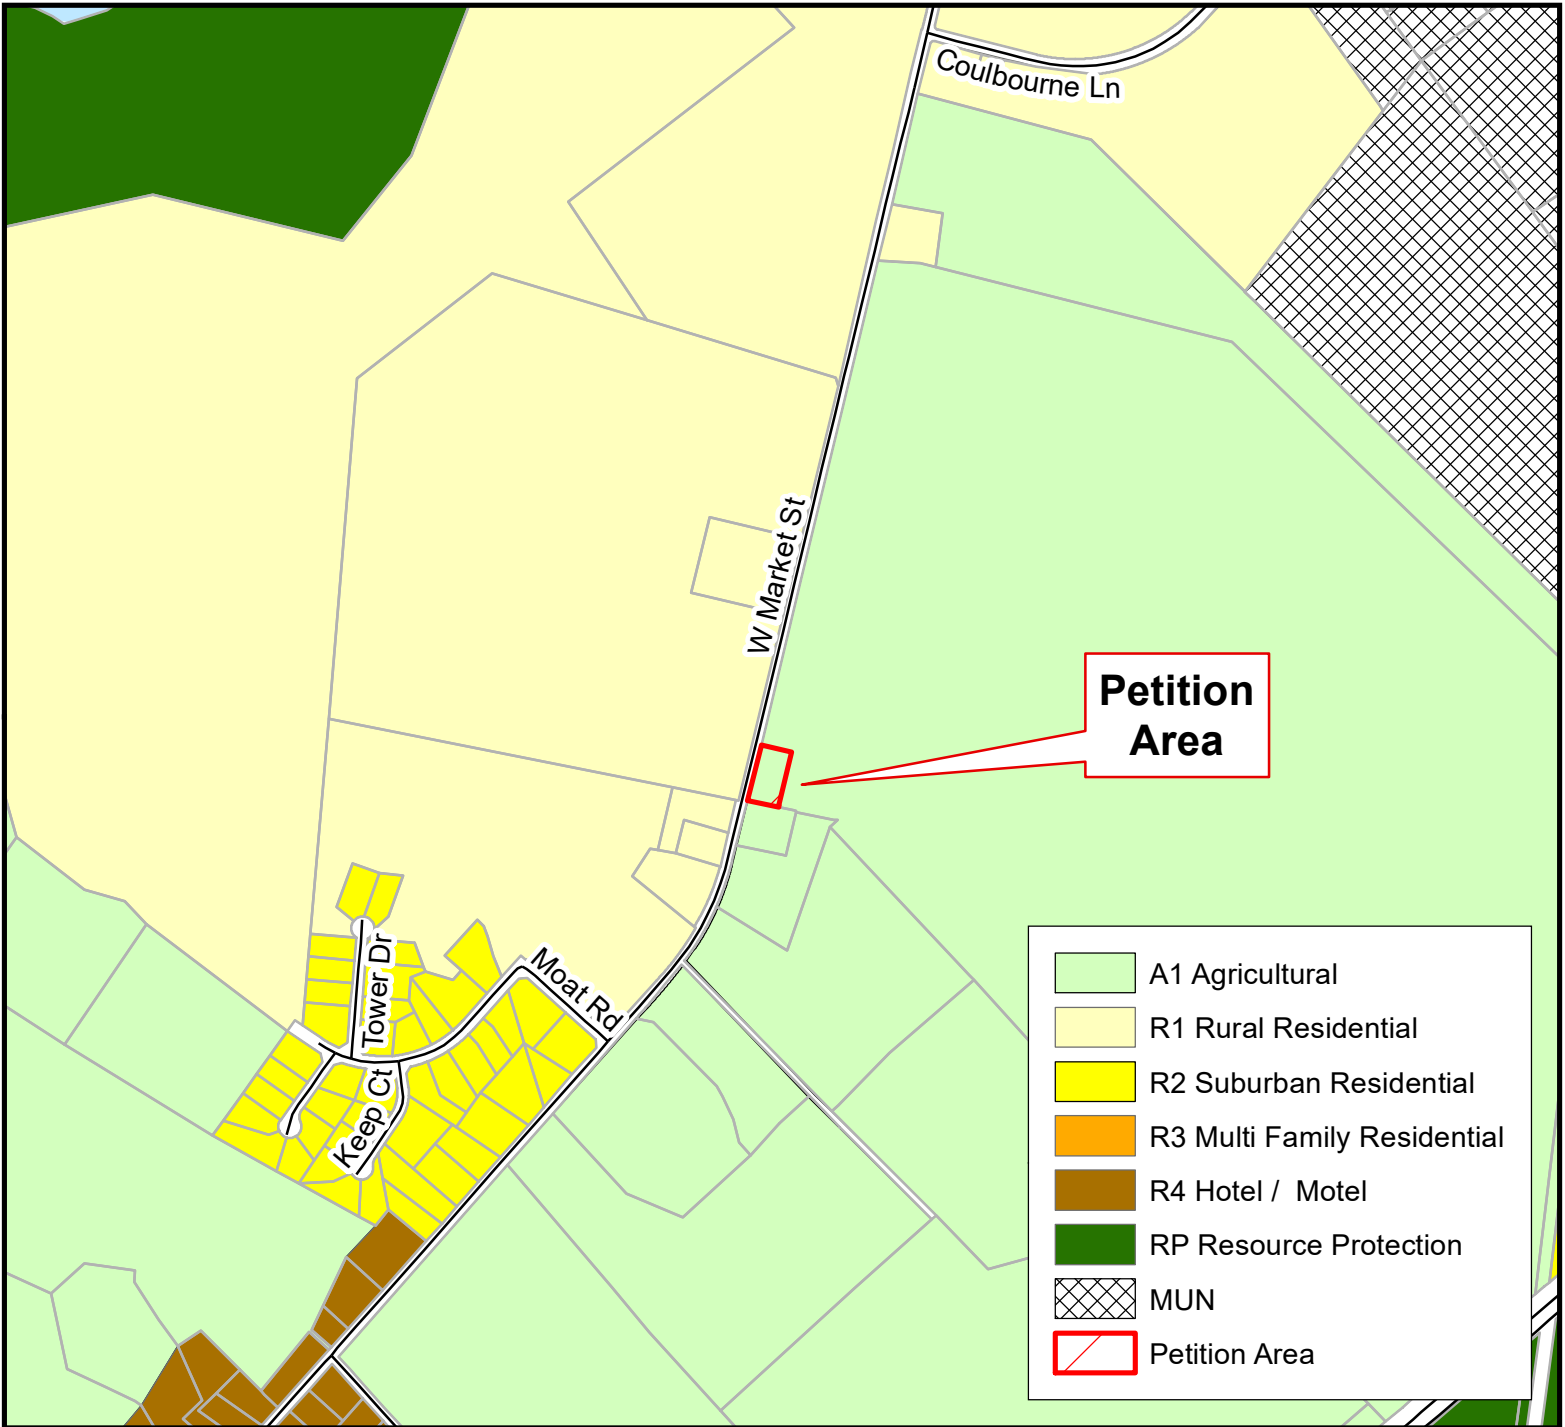 Coulbourne Ln
W Market St
Petition
Area
Moat Rd
Tower Dr
Keep Ct
A1 Agricultural
R1 Rural Residential
R2 Suburban Residential
R3 Multi Family Residential
R4 Hotel / Motel
RP Resource Protection
MUN
Petition Area